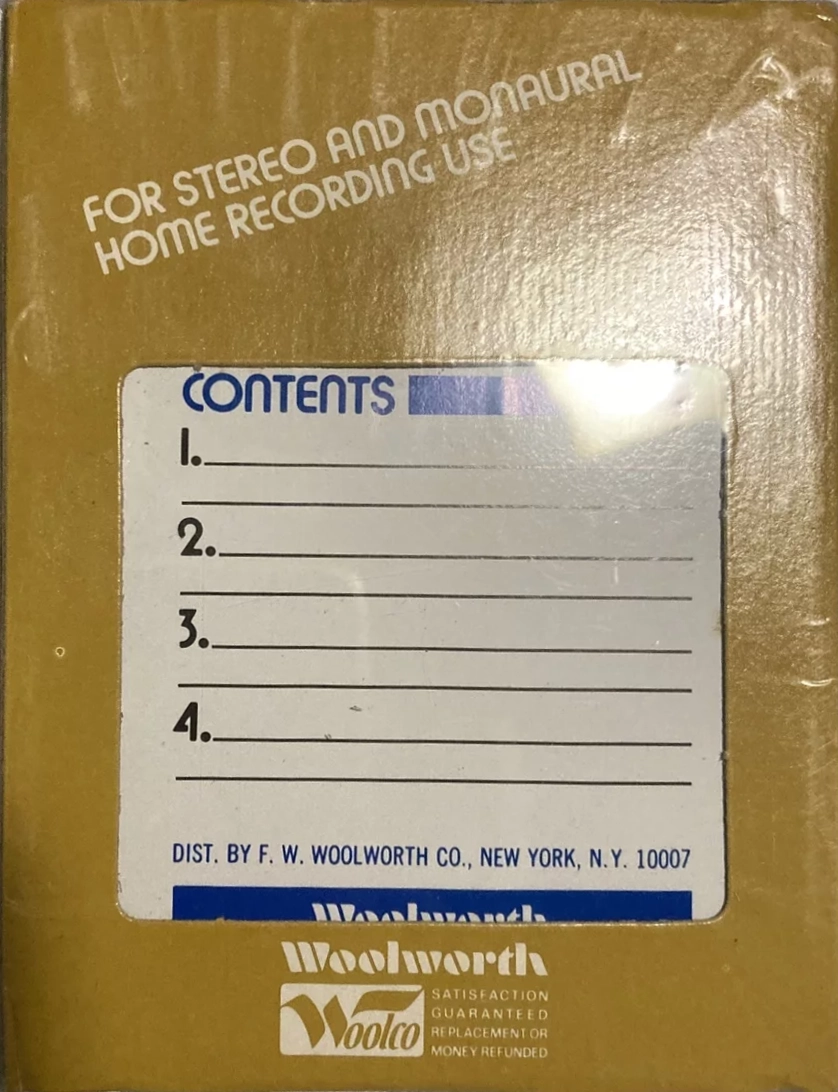 FOR STEREO AND MONAURAL
HOME RECORDING USE
CONTENTS
1.
2.
3.
4.
DIST. BY F. W. WOOLWORTH CO., NEW YORK, N.Y. 10007
Woolworth
Woolworth
Woolco
SATISFACTION
GUARANTEED
REPLACEMENT OR
MONEY REFUNDED